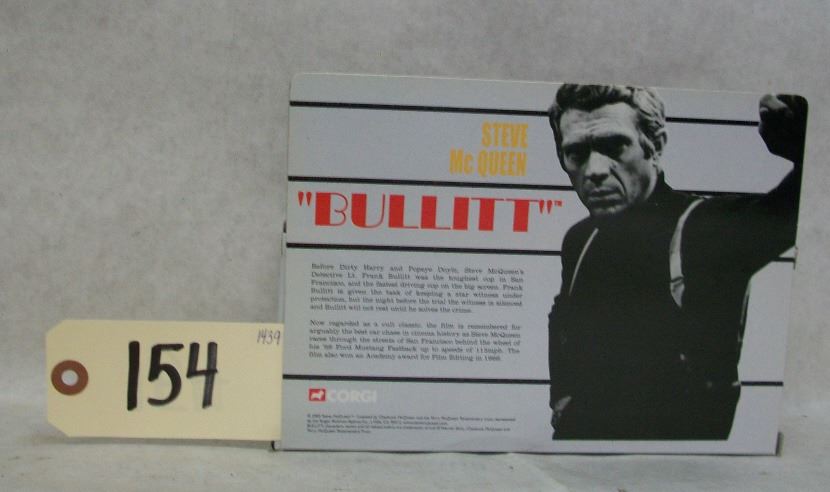 STEVE
Mc QUEEN
"BULLITT"™
Before Dirty Harry and Popeye Doyle, Steve McQueen's
Detective Lt. Frank Bullitt was the toughest cop in San
Francisco, and the fastest driving cop on the big screen. Frank
Bullitt is given the task of keeping a star witness under
protection, but the night before the trial the witness is silenced
and Bullitt will not rest until he solves the crime.
Now regarded as a cult classic, the film is remembered for
arguably the best car chase in cinema history as Steve McQueen
races through the streets of San Francisco behind the wheel of
his '68 Ford Mustang Fastback up to speeds of 115mph. The
film also won an Academy award for Film Editing in 1968.
CORGI
1439
154